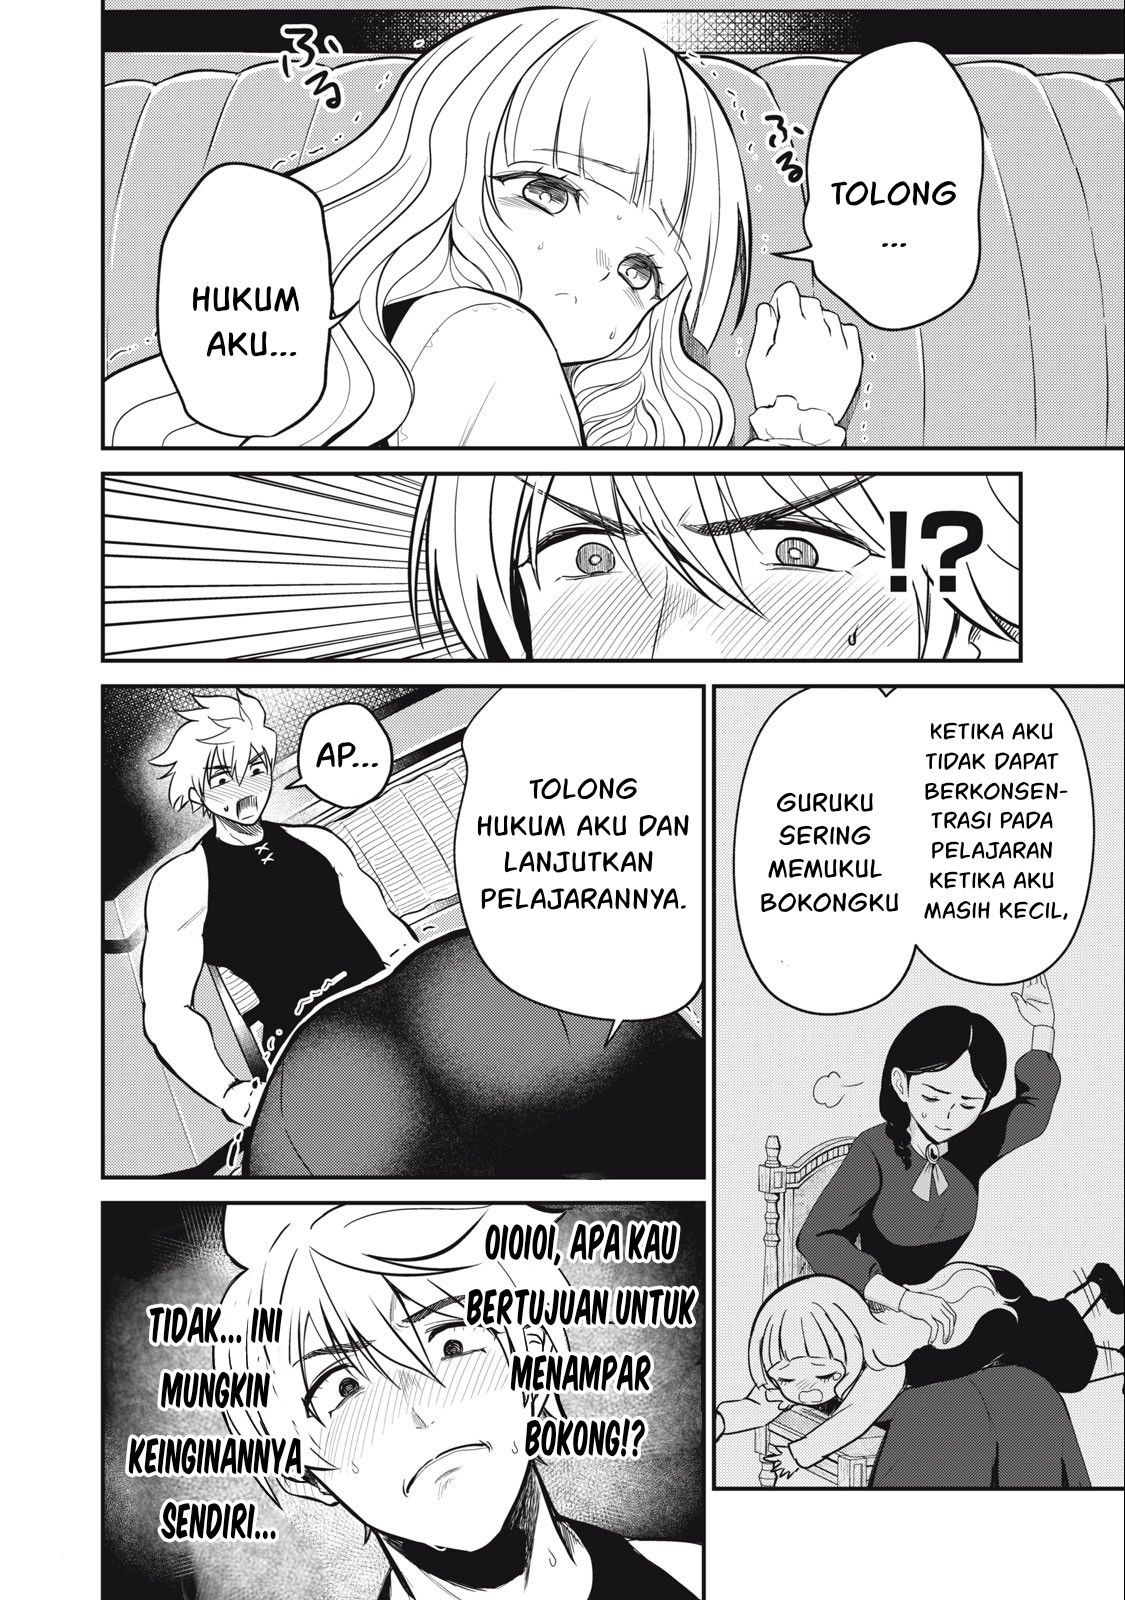 TOLONG
...
ふる
HUKUM
AKU...
ふる
!?
KETIKA AKU
TIDAK DAPAT
BERKONSEN-
TRASI PADA
PELAJARAN
KETIKA AKU
MASIH KECIL,
GURUKU
SERING
MEMUKUL
BOKONGKU
TOLONG
HUKUM AKU DAN
LANJUTKAN
PELAJARANNYA.
AP...
OIOIOI, APA KAU
BERTUJUAN UNTUK
MENAMPAR
BOKONG!?
TIDAK... INI
MUNGKIN
KEINGINANNYA
SENDIRI...